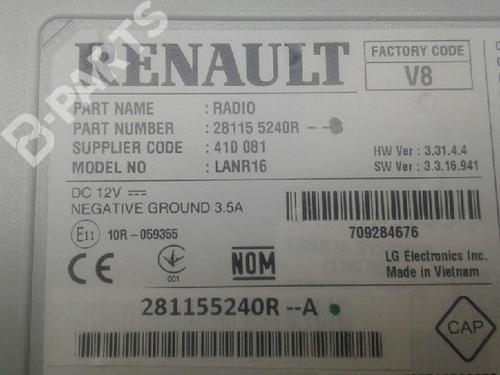 B-PARTS
RENAULT
FACTORY CODE
V8
PART NAME : RADIO
PART NUMBER : 28115 5240R --
SUPPLIER CODE : 410 081
MODEL NO : LANR16
HW Ver : 3.31.4.4
SW Ver : 3.3.16.941
DC 12V
NEGATIVE GROUND 3.5A
709284676
E11 10R-059355
CE
001
NOM
LG Electronics Inc.
Made in Vietnam
281155240R--A
CAP